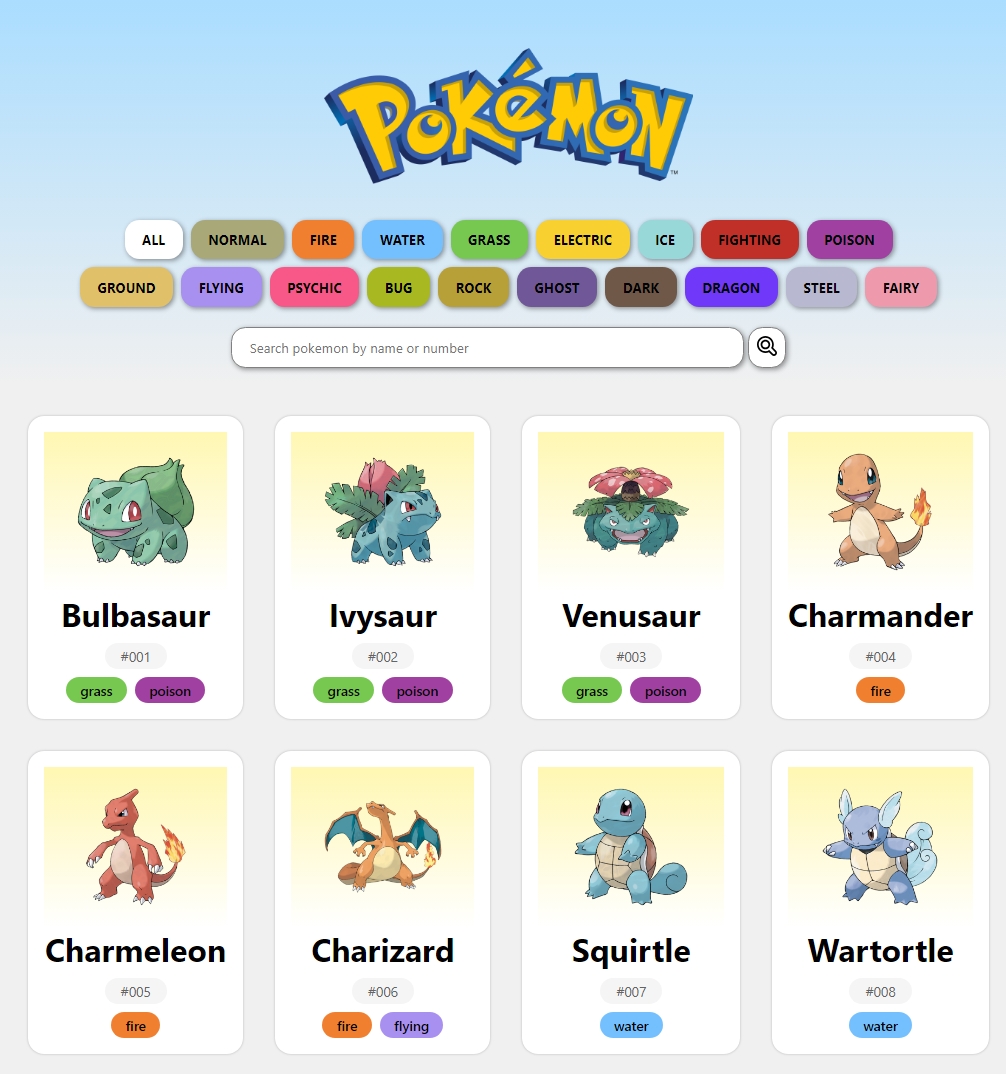 POKéMON
™
ALL NORMAL FIRE WATER GRASS ELECTRIC ICE FIGHTING POISON
GROUND FLYING PSYCHIC BUG ROCK GHOST DARK DRAGON STEEL FAIRY
Search pokemon by name or number
Bulbasaur Ivysaur Venusaur Charmander
#001 #002 #003 #004
grass poison grass poison grass poison fire
Charmeleon Charizard Squirtle Wartortle
#005 #006 #007 #008
fire fire flying water water